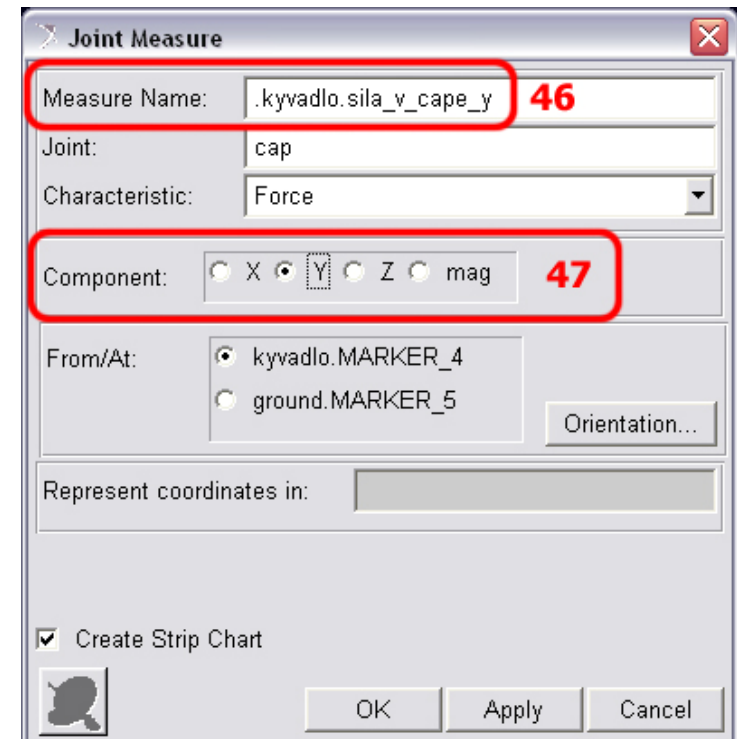 Joint Measure
Measure Name: .kyvadlo.sila_v_cape_y 46
Joint: cap
Characteristic: Force
Component: X Y Z mag 47
From/At: kyvadlo.MARKER_4
ground.MARKER_5
Orientation...
Represent coordinates in:
Create Strip Chart
OK Apply Cancel